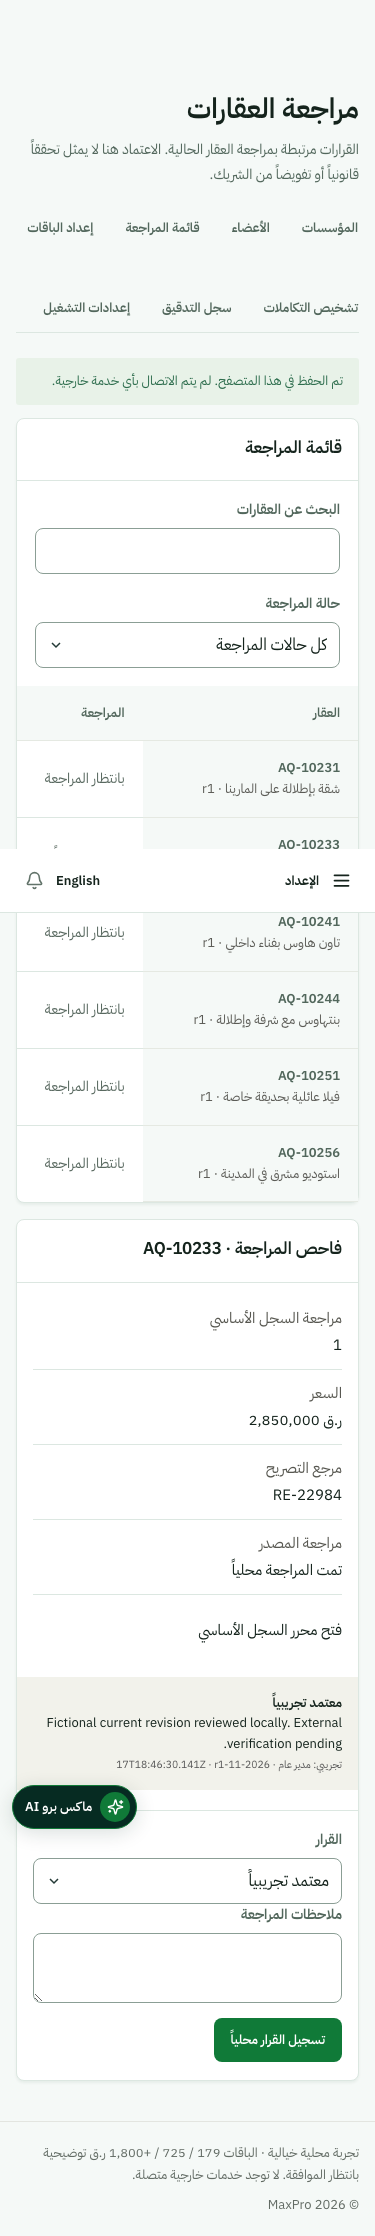 مراجعة العقارات
القرارات مرتبطة بمراجعة العقار الحالية. الاعتماد هنا لا يمثل تحققاً
قانونياً أو تفويضاً من الشريك.
المؤسسات الأعضاء قائمة المراجعة إعداد الباقات
تشخيص التكاملات سجل التدقيق إعدادات التشغيل
تم الحفظ في هذا المتصفح. لم يتم الاتصال بأي خدمة خارجية.
قائمة المراجعة
البحث عن العقارات
حالة المراجعة
كل حالات المراجعة
العقار المراجعة
AQ-10231
شقة بإطلالة على المارينا · r1
بانتظار المراجعة
AQ-10233
الإعداد English
AQ-10241
تاون هاوس بفناء داخلي · r1
بانتظار المراجعة
AQ-10244
بنتهاوس مع شرفة وإطلالة · r1
بانتظار المراجعة
AQ-10251
فيلا عائلية بحديقة خاصة · r1
بانتظار المراجعة
AQ-10256
استوديو مشرق في المدينة · r1
بانتظار المراجعة
فاحص المراجعة · AQ-10233
مراجعة السجل الأساسي
1
السعر
ر.ق 2,850,000
مرجع التصريح
RE-22984
مراجعة المصدر
تمت المراجعة محلياً
فتح محرر السجل الأساسي
معتمد تجريبياً
Fictional current revision reviewed locally. External
verification pending.
تجريبي: مدير عام · r1 · 2026-11-17T18:46:30.141Z
ماكس برو AI
القرار
معتمد تجريبياً
ملاحظات المراجعة
تسجيل القرار محلياً
تجربة محلية خيالية · الباقات 179 / 725 / +1,800 ر.ق توضيحية
بانتظار الموافقة. لا توجد خدمات خارجية متصلة.
© 2026 MaxPro